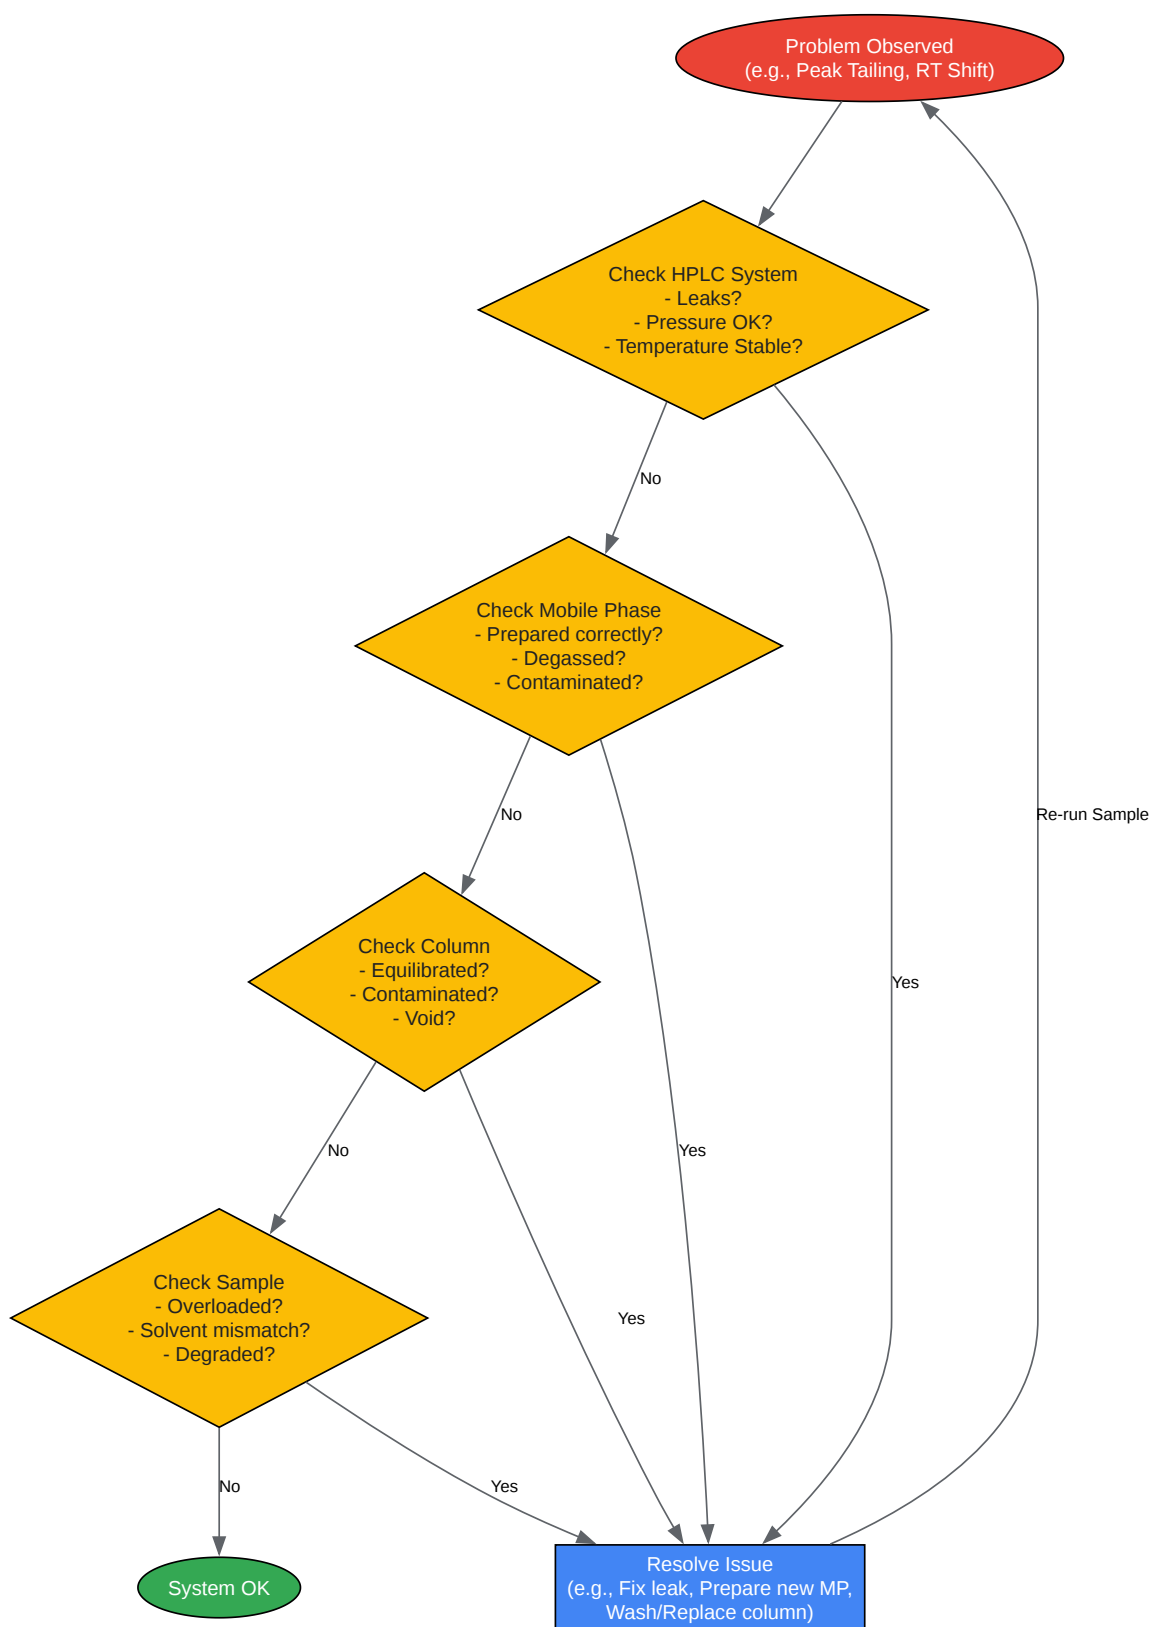 Problem Observed
(e.g., Peak Tailing, RT Shift)
Check HPLC System
- Leaks?
- Pressure OK?
- Temperature Stable?
No
Check Mobile Phase
- Prepared correctly?
- Degassed?
- Contaminated?
No
Re-run Sample
Check Column
- Equilibrated?
- Contaminated?
- Void?
Yes
No
Yes
Check Sample
- Overloaded?
- Solvent mismatch?
- Degraded?
Yes
No
Yes
System OK
Resolve Issue
(e.g., Fix leak, Prepare new MP,
Wash/Replace column)